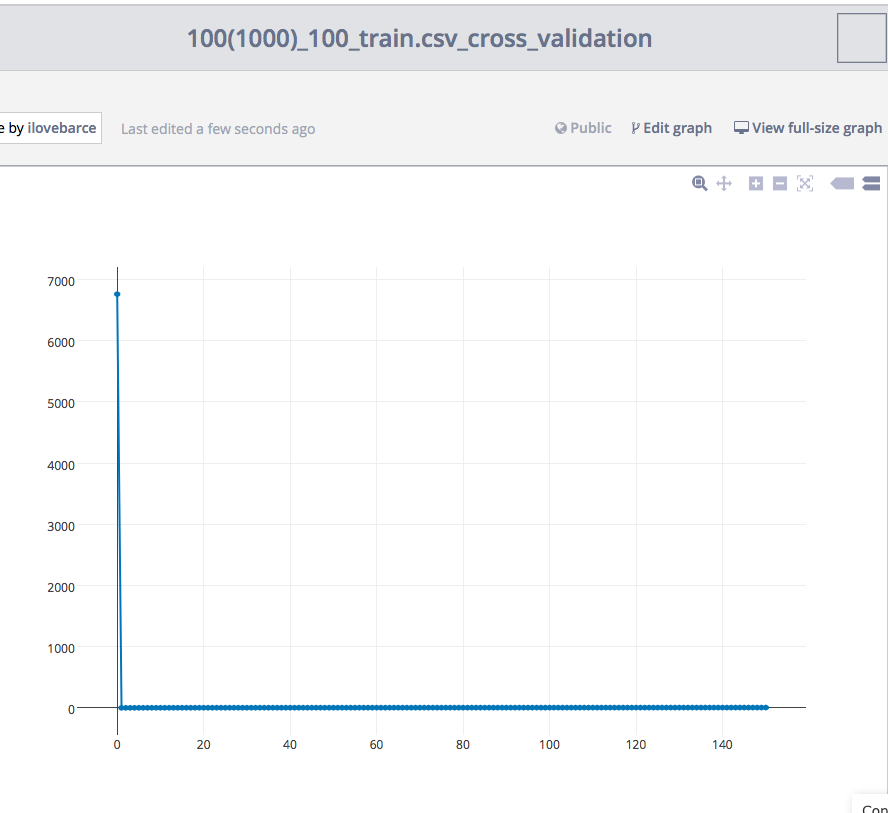 100(1000)_100_train.csv_cross_validation
e by ilovebarce
Last edited a few seconds ago
Public
Edit graph
View full-size graph
7000
6000
5000
4000
3000
2000
1000
0
0 20 40 60 80 100 120 140
Con